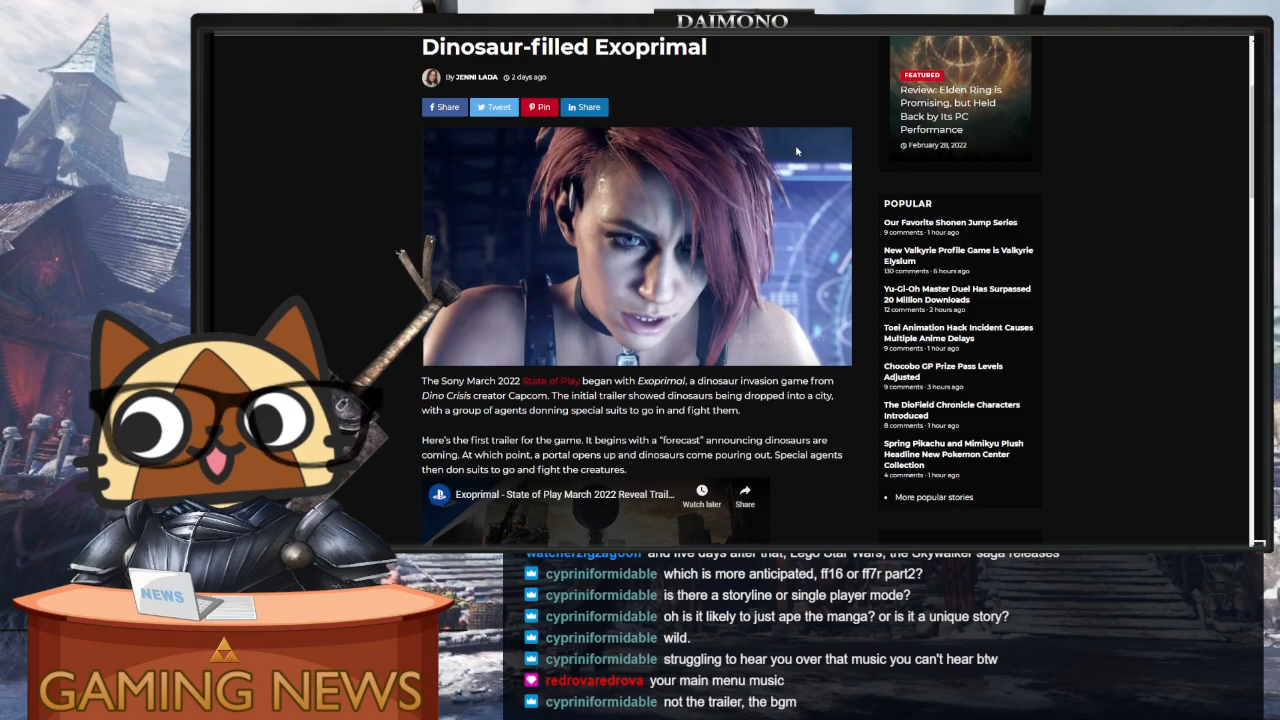 DAIMONO
Dinosaur-filled Exoprimal
By JENNI LADA 2 days ago
Share Tweet Pin Share
The Sony March 2022 State of Play began with Exoprimal, a dinosaur invasion game from
Dino Crisis creator Capcom. The initial trailer showed dinosaurs being dropped into a city,
with a group of agents donning special suits to go in and fight them.
Here's the first trailer for the game. It begins with a "forecast" announcing dinosaurs are
coming. At which point, a portal opens up and dinosaurs come pouring out. Special agents
then don suits to go and fight the creatures.
Exoprimal - State of Play March 2022 Reveal Trail...
Watch later
Share
FEATURED
Review: Elden Ring is
Promising, but Held
Back by Its PC
Performance
February 28, 2022
POPULAR
Our Favorite Shonen Jump Series
9 comments · 1 hour ago
New Valkyrie Profile Game is Valkyrie
Elysium
130 comments · 6 hours ago
Yu-Gi-Oh Master Duel Has Surpassed
20 Million Downloads
12 comments · 2 hours ago
Toei Animation Hack Incident Causes
Multiple Anime Delays
9 comments · 1 hour ago
Chocobo GP Prize Pass Levels
Adjusted
9 comments · 3 hours ago
The DioField Chronicle Characters
Introduced
8 comments · 1 hour ago
Spring Pikachu and Mimikyu Plush
Headline New Pokemon Center
Collection
4 comments · 1 hour ago
More popular stories
watcherzigzagoon and five days after that, Lego Star Wars, the Skywalker saga releases
cypriniformidable which is more anticipated, ff16 or ff7r part2?
cypriniformidable is there a storyline or single player mode?
cypriniformidable oh is it likely to just ape the manga? or is it a unique story?
cypriniformidable wild.
cypriniformidable struggling to hear you over that music you can't hear btw
redrovaredrova your main menu music
cypriniformidable not the trailer, the bgm
NEWS
GAMING NEWS